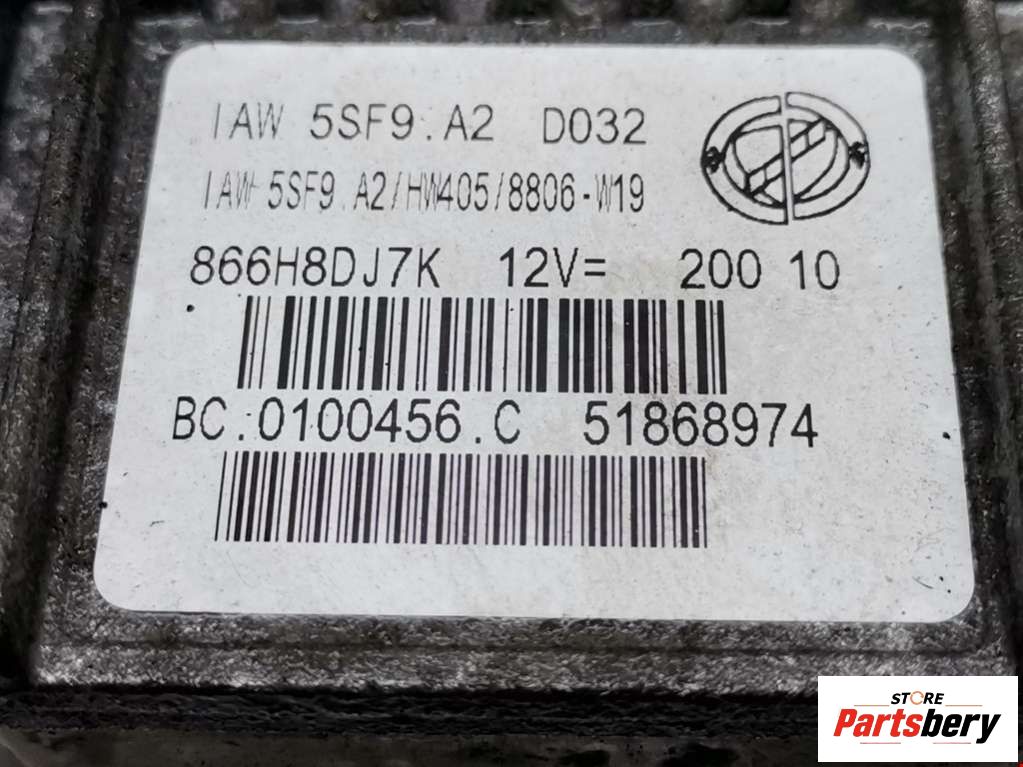 IAW 5SF9.A2 D032
IAW 5SF9.A2/HW405/8806-W19
866H8DJ7K 12V= 200 10
BC.0100456.C 51868974
STORE
Partsbery